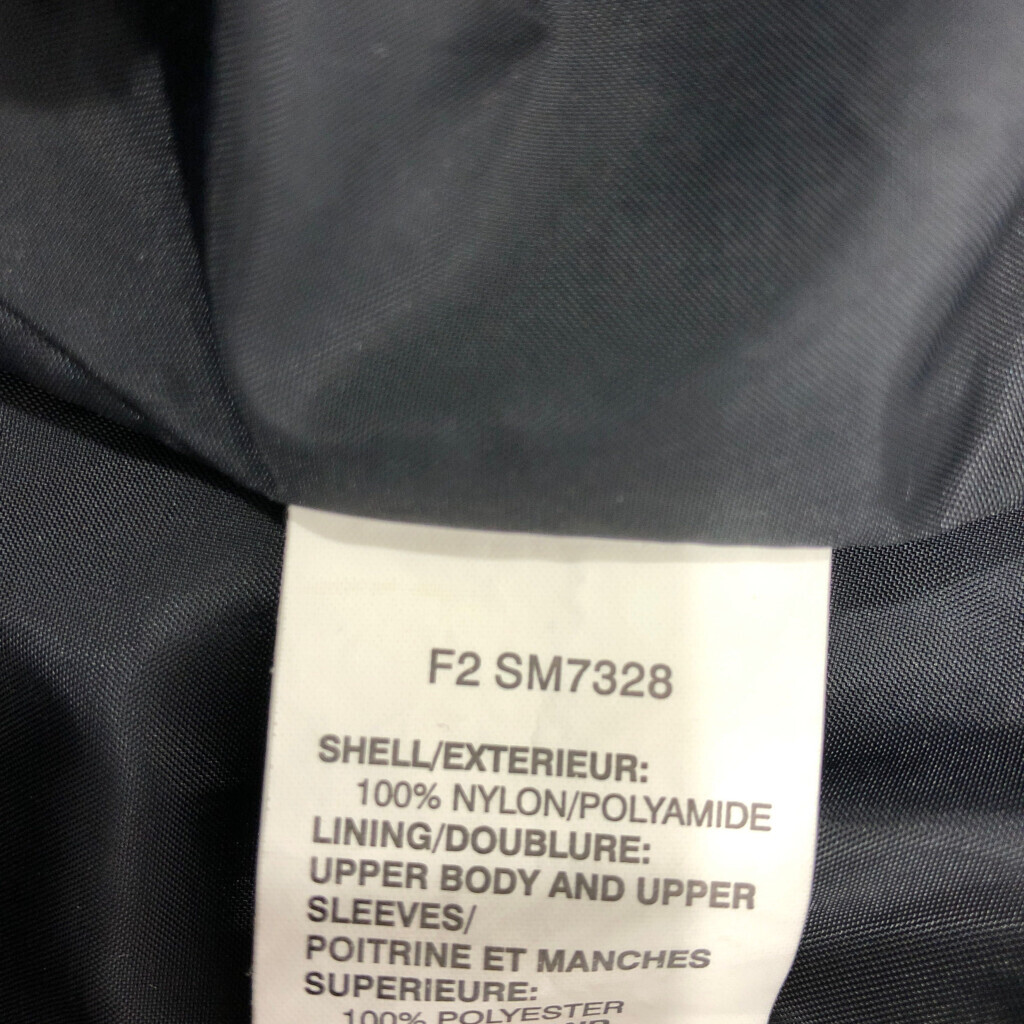 F2 SM7328
SHELL/EXTERIEUR:
100% NYLON/POLYAMIDE
LINING/DOUBLURE:
UPPER BODY AND UPPER
SLEEVES/
POITRINE ET MANCHES
SUPERIEURE:
100% POLYESTER